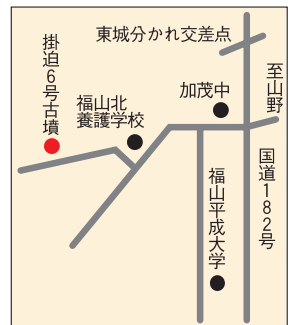 東城分かれ交差点
至山野
加茂中
国道182号
掛迫6号古墳
福山北
養護学校
福山平成大学